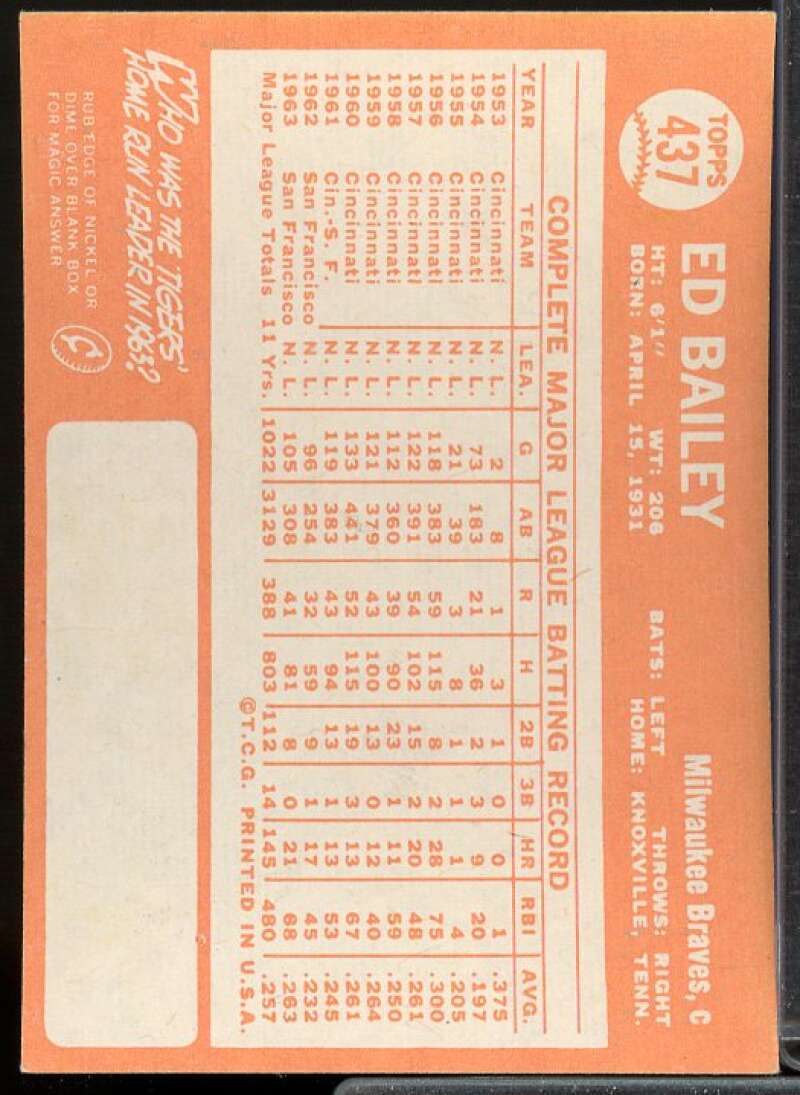 TOPPS
437
ED BAILEY
Milwaukee Braves, C
HT: 6/1" WT: 206 BATS: LEFT THROWS: RIGHT
BORN: APRIL 15, 1931 HOME: KNOXVILLE, TENN.
COMPLETE MAJOR LEAGUE BATTING RECORD
YEAR TEAM LEA. G AB R H 2B 3B HR RBI AVG.
1953 Cincinnati N. L. 2 8 1 3 1 0 0 1 .375
1954 Cincinnati N. L. 73 183 21 36 2 3 9 20 .197
1955 Cincinnati N. L. 21 39 3 8 1 1 1 4 .205
1956 Cincinnati N. L. 118 383 59 115 8 2 28 75 .300
1957 Cincinnati N. L. 122 391 54 102 15 2 20 48 .261
1958 Cincinnati N. L. 112 360 39 90 23 1 11 59 .250
1959 Cincinnati N. L. 121 379 43 100 13 0 12 40 .264
1960 Cincinnati N. L. 133 441 52 115 19 3 13 67 .261
1961 Cin.-S. F. N. L. 119 383 43 94 13 1 13 53 .245
1962 San Francisco N. L. 96 254 32 59 9 1 17 45 .232
1963 San Francisco N. L. 105 308 41 81 8 0 21 68 .263
Major League Totals 11 Yrs. 1022 3129 388 803 112 14 145 480 .257
©T.C.G. PRINTED IN U.S.A.
WHO WAS THE TIGERS'
HOME RUN LEADER IN 1963?
RUB EDGE OF NICKEL OR
DIME OVER BLANK BOX
FOR MAGIC ANSWER